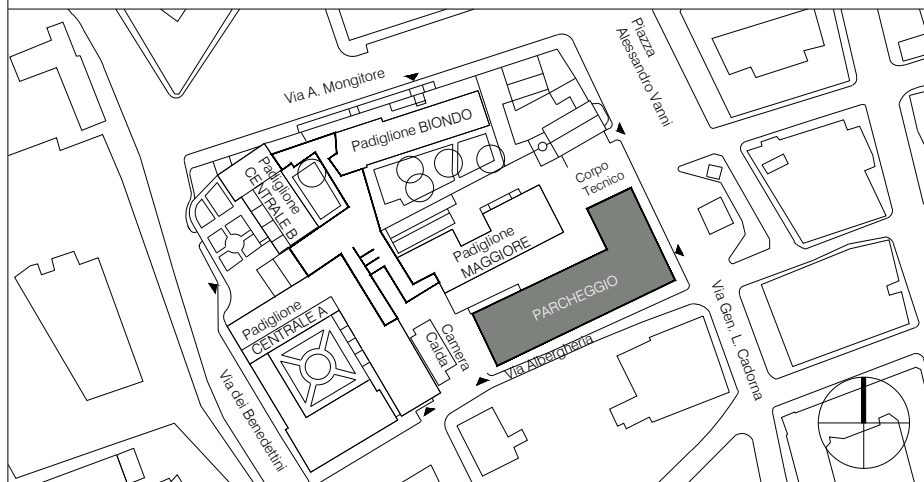 Piazza
Alessandro Vanni
Via A. Mongitore
Padiglione BIONDO
Padiglione
CENTRALE B
Corpo
Tecnico
Padiglione
MAGGIORE
PARCHEGGIO
Padiglione
CENTRALE A
Camera
Calda
Via Albergheria
Via Gen. L. Cadorna
Via dei Benedettini